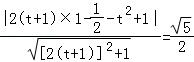 |2(t+1)×1-1/2-t²+1| / √([2(t+1)]²+1) = √5/2